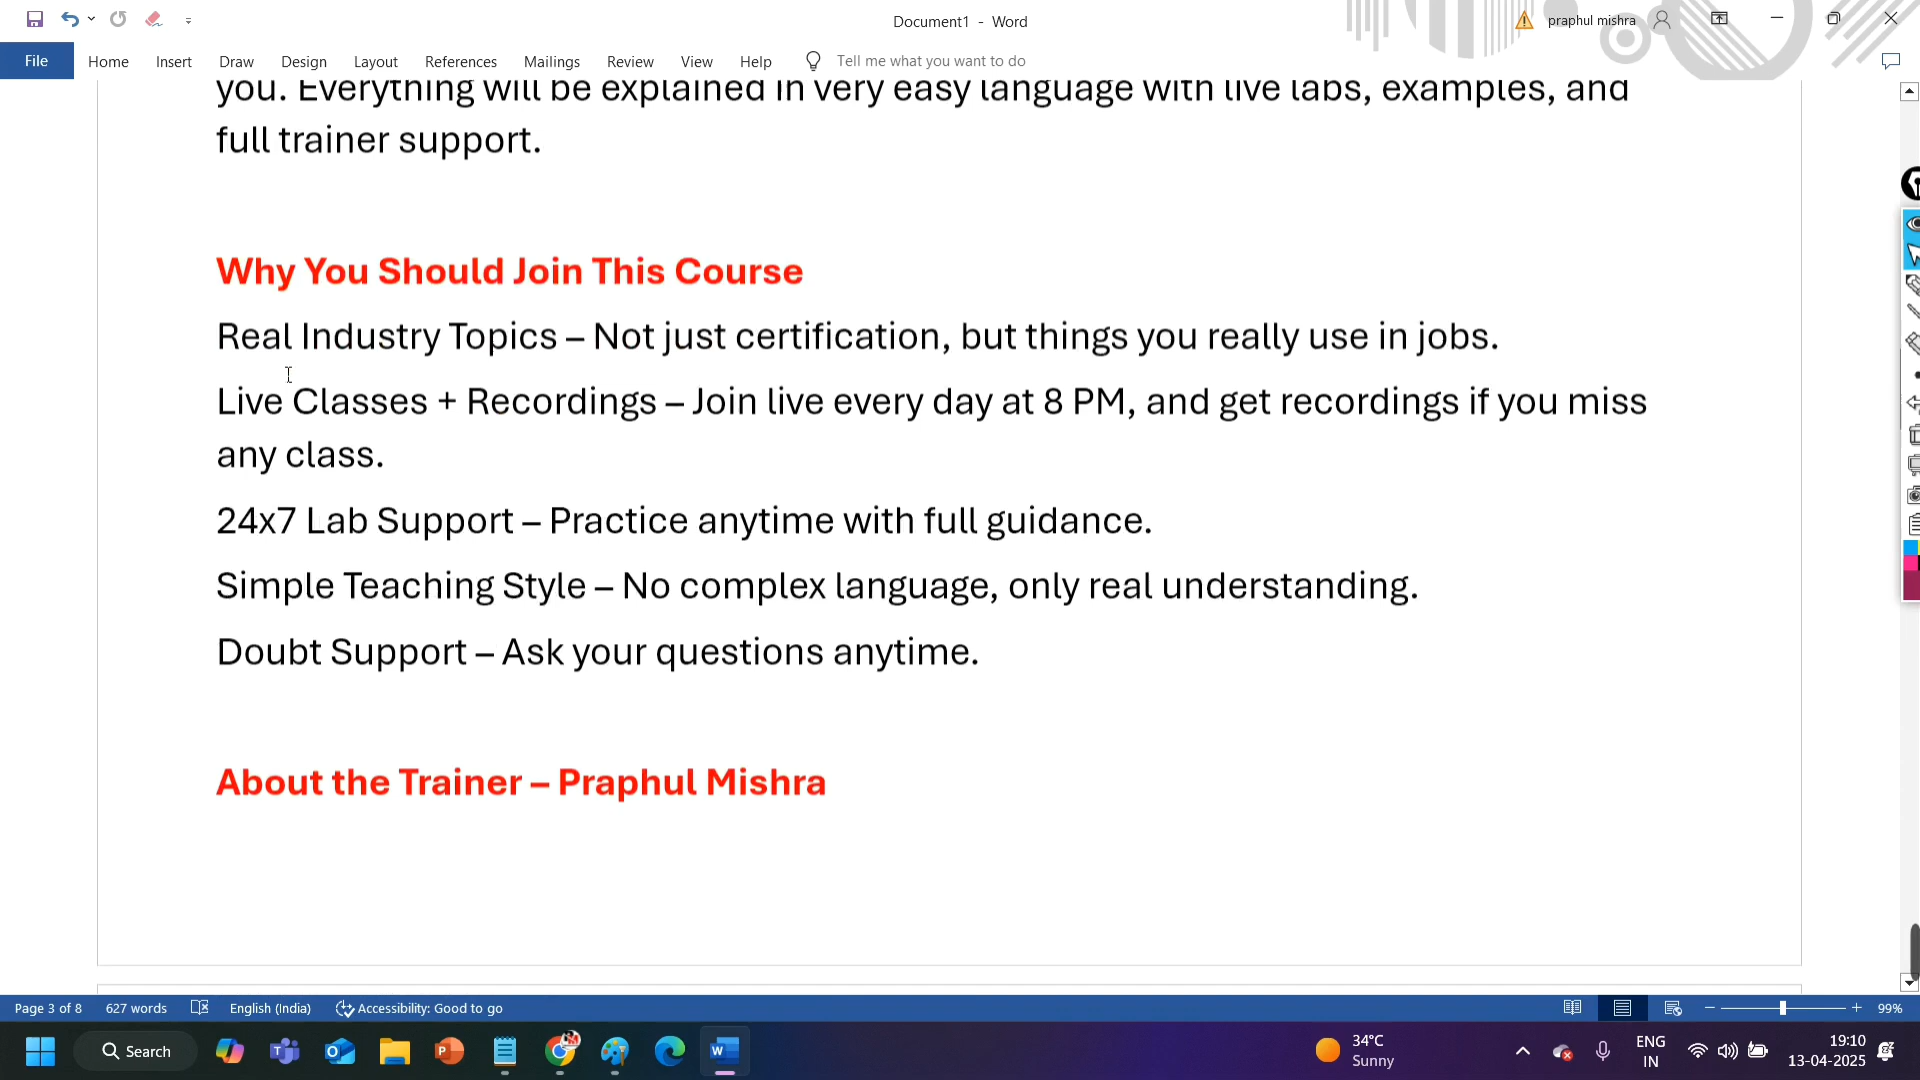 Document1 - Word
praphul mishra
File Home Insert Draw Design Layout References Mailings Review View Help Tell me what you want to do
you. Everything will be explained in very easy language with live labs, examples, and
full trainer support.
Why You Should Join This Course
Real Industry Topics – Not just certification, but things you really use in jobs.
Live Classes + Recordings – Join live every day at 8 PM, and get recordings if you miss
any class.
24x7 Lab Support – Practice anytime with full guidance.
Simple Teaching Style – No complex language, only real understanding.
Doubt Support – Ask your questions anytime.
About the Trainer – Praphul Mishra
Page 3 of 8 627 words English (India) Accessibility: Good to go 99%
Search
34°C
Sunny
ENG
IN
19:10
13-04-2025